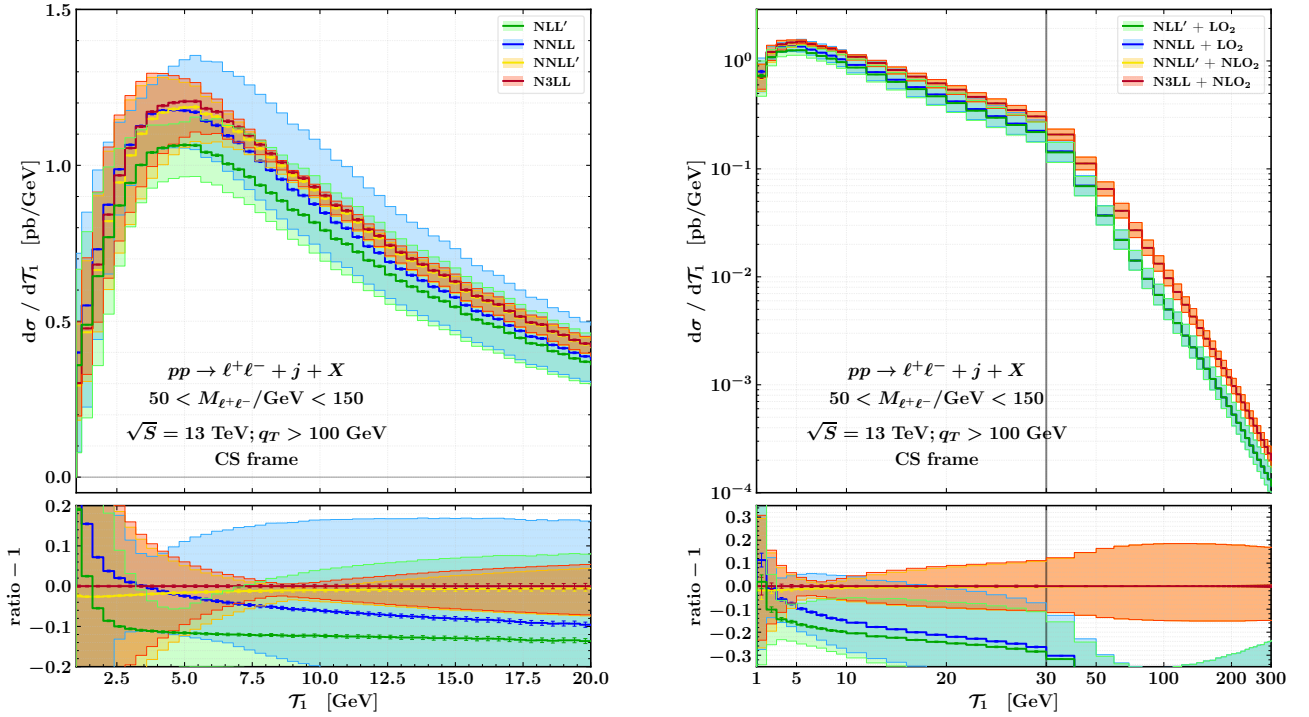 1.5
1.0
0.5
0.0
dσ / d𝒯₁ [pb/GeV]
NLL′
NNLL
NNLL′
N3LL
pp → ℓ⁺ℓ⁻ + j + X
50 < M_{ℓ⁺ℓ⁻}/GeV < 150
√S = 13 TeV; q_T > 100 GeV
CS frame
0.2
0.1
0.0
−0.1
−0.2
ratio − 1
2.5 5.0 7.5 10.0 12.5 15.0 17.5 20.0
𝒯₁ [GeV]
10⁰
10⁻¹
10⁻²
10⁻³
10⁻⁴
dσ / d𝒯₁ [pb/GeV]
NLL′ + LO₂
NNLL + LO₂
NNLL′ + NLO₂
N3LL + NLO₂
pp → ℓ⁺ℓ⁻ + j + X
50 < M_{ℓ⁺ℓ⁻}/GeV < 150
√S = 13 TeV; q_T > 100 GeV
CS frame
0.3
0.2
0.1
0.0
−0.1
−0.2
−0.3
ratio − 1
1 5 10 20 30 50 100 200 300
𝒯₁ [GeV]